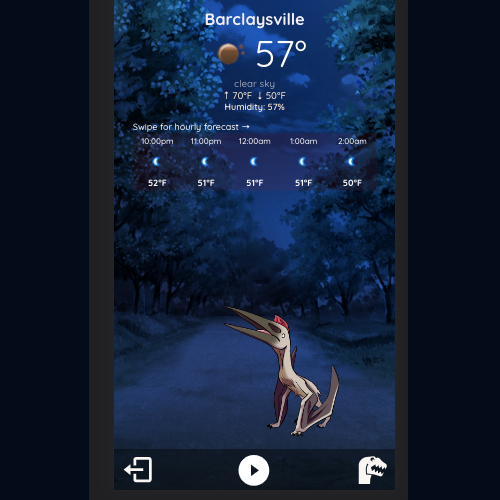 Barclaysville
57°
clear sky
↑ 70°F ↓ 50°F
Humidity: 57%
Swipe for hourly forecast →
10:00pm 11:00pm 12:00am 1:00am 2:00am
52°F 51°F 51°F 51°F 50°F